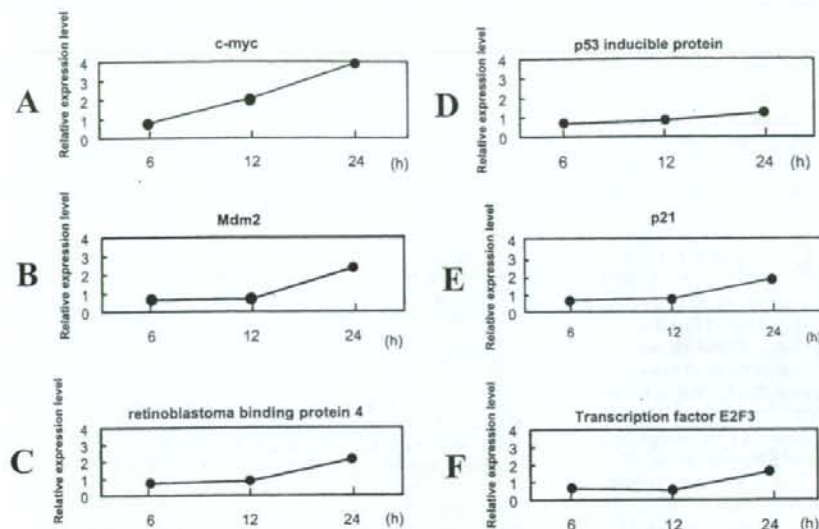 A
c-myc
Relative expression level
4
3
2
1
0
6 12 24 (h)
B
Mdm2
Relative expression level
4
3
2
1
0
6 12 24 (h)
C
retinoblastoma binding protein 4
Relative expression level
4
3
2
1
0
6 12 24 (h)
D
p53 inducible protein
Relative expression level
4
3
2
1
0
6 12 24 (h)
E
p21
Relative expression level
4
3
2
1
0
6 12 24 (h)
F
Transcription factor E2F3
Relative expression level
4
3
2
1
0
6 12 24 (h)